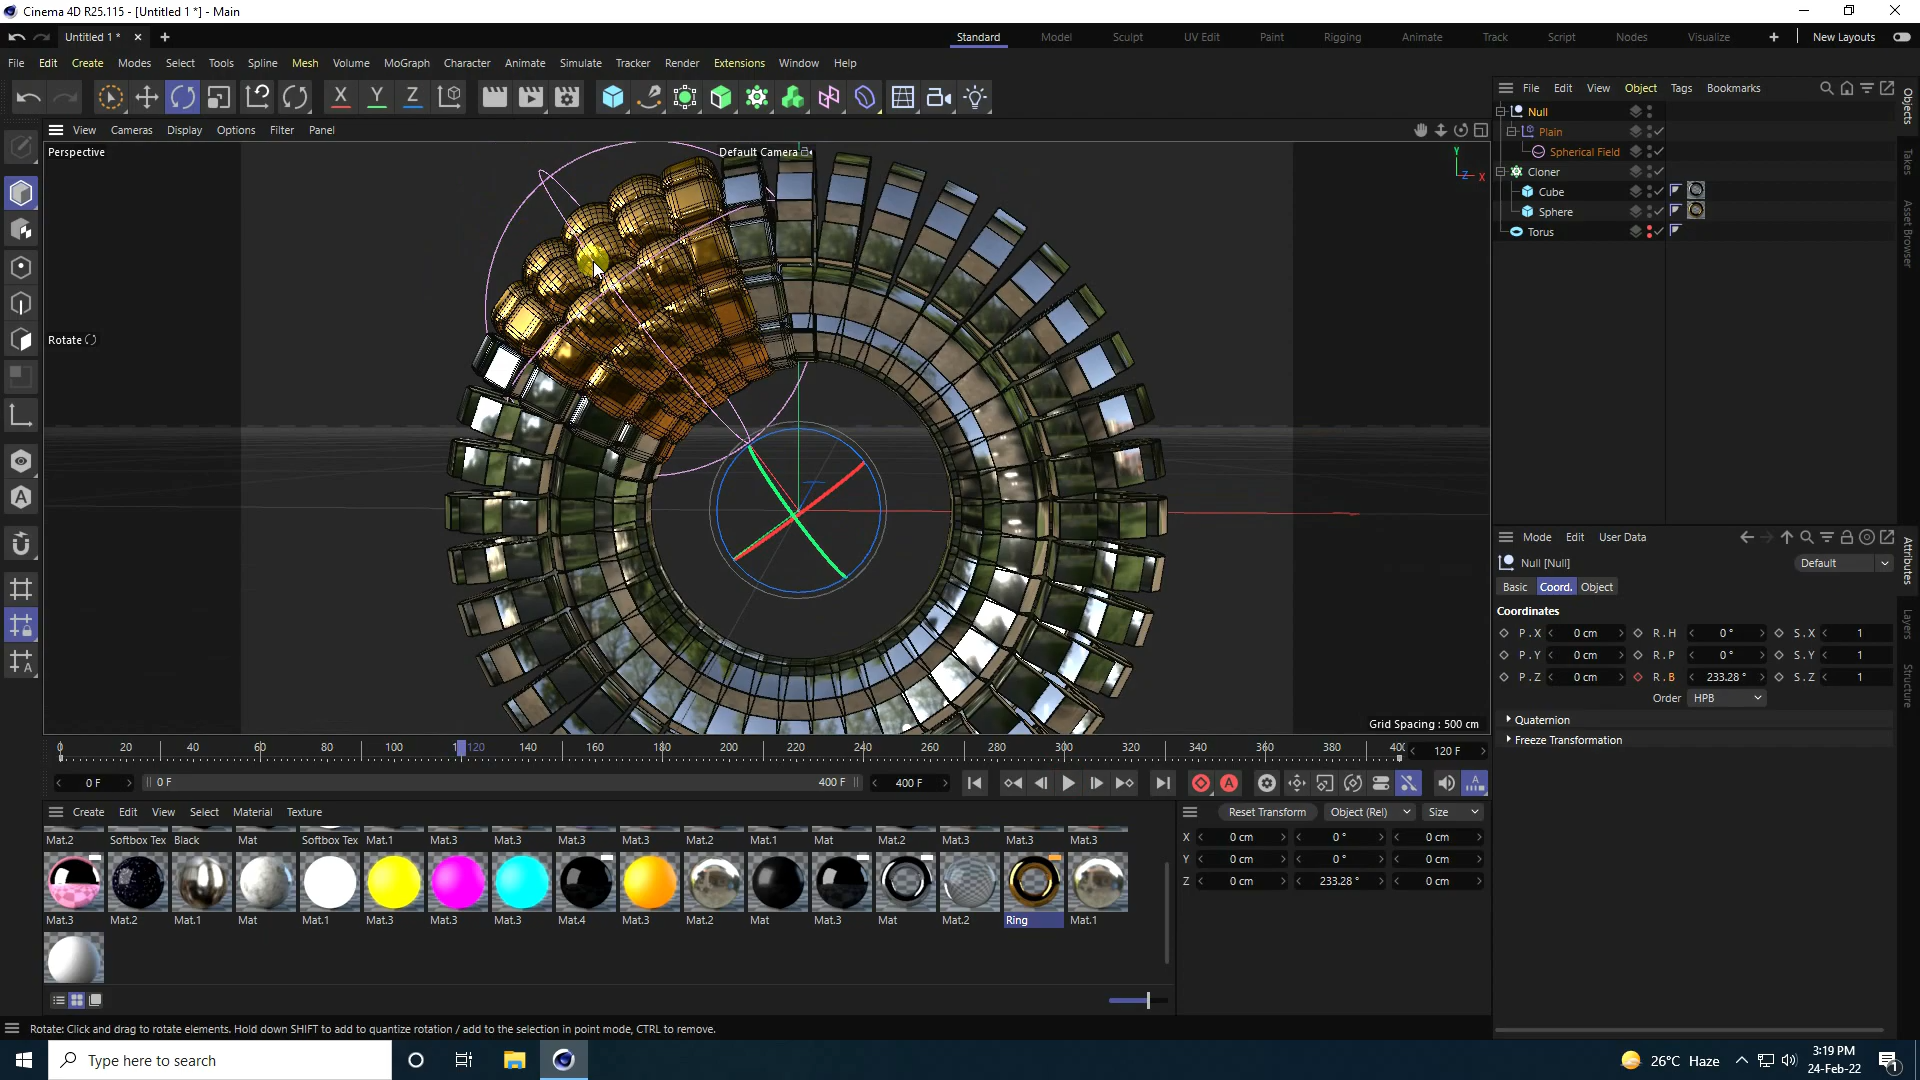 Cinema 4D R25.115 - [Untitled 1 *] - Main
Untitled 1 *
Standard Model Sculpt UV Edit Paint Rigging Animate Track Script Nodes Visualize New Layouts
File Edit Create Modes Select Tools Spline Mesh Volume MoGraph Character Animate Simulate Tracker Render Extensions Window Help
X Y Z
View Cameras Display Options Filter Panel
Perspective
Default Camera
Y
Z X
Rotate
Grid Spacing : 500 cm
File Edit View Object Tags Bookmarks
Null
Plain
Spherical Field
Cloner
Cube
Sphere
Torus
Objects
Takes
Asset Browser
Mode Edit User Data
Null [Null]
Default
Basic Coord. Object
Coordinates
P . X 0 cm R . H 0 ° S . X 1
P . Y 0 cm R . P 0 ° S . Y 1
P . Z 0 cm R . B 233.28 ° S . Z 1
Order HPB
Quaternion
Freeze Transformation
Attributes
Layers
Structure
0 20 40 60 80 100 120 140 160 180 200 220 240 260 280 300 320 340 360 380 120 F
0 F 0 F 400 F 400 F
Create Edit View Select Material Texture
Mat.2 Softbox Tex Black Mat Softbox Tex Mat.1 Mat.3 Mat.3 Mat.3 Mat.3 Mat.2 Mat.1 Mat Mat.2 Mat.3 Mat.3 Mat.3
Mat.3 Mat.2 Mat.1 Mat Mat.1 Mat.3 Mat.3 Mat.3 Mat.4 Mat.3 Mat.2 Mat Mat.3 Mat Mat.2 Ring Mat.1
Reset Transform Object (Rel) Size
X 0 cm 0 ° 0 cm
Y 0 cm 0 ° 0 cm
Z 0 cm 233.28 ° 0 cm
Rotate: Click and drag to rotate elements. Hold down SHIFT to add to quantize rotation / add to the selection in point mode, CTRL to remove.
Type here to search
26°C Haze
3:19 PM
24-Feb-22
1